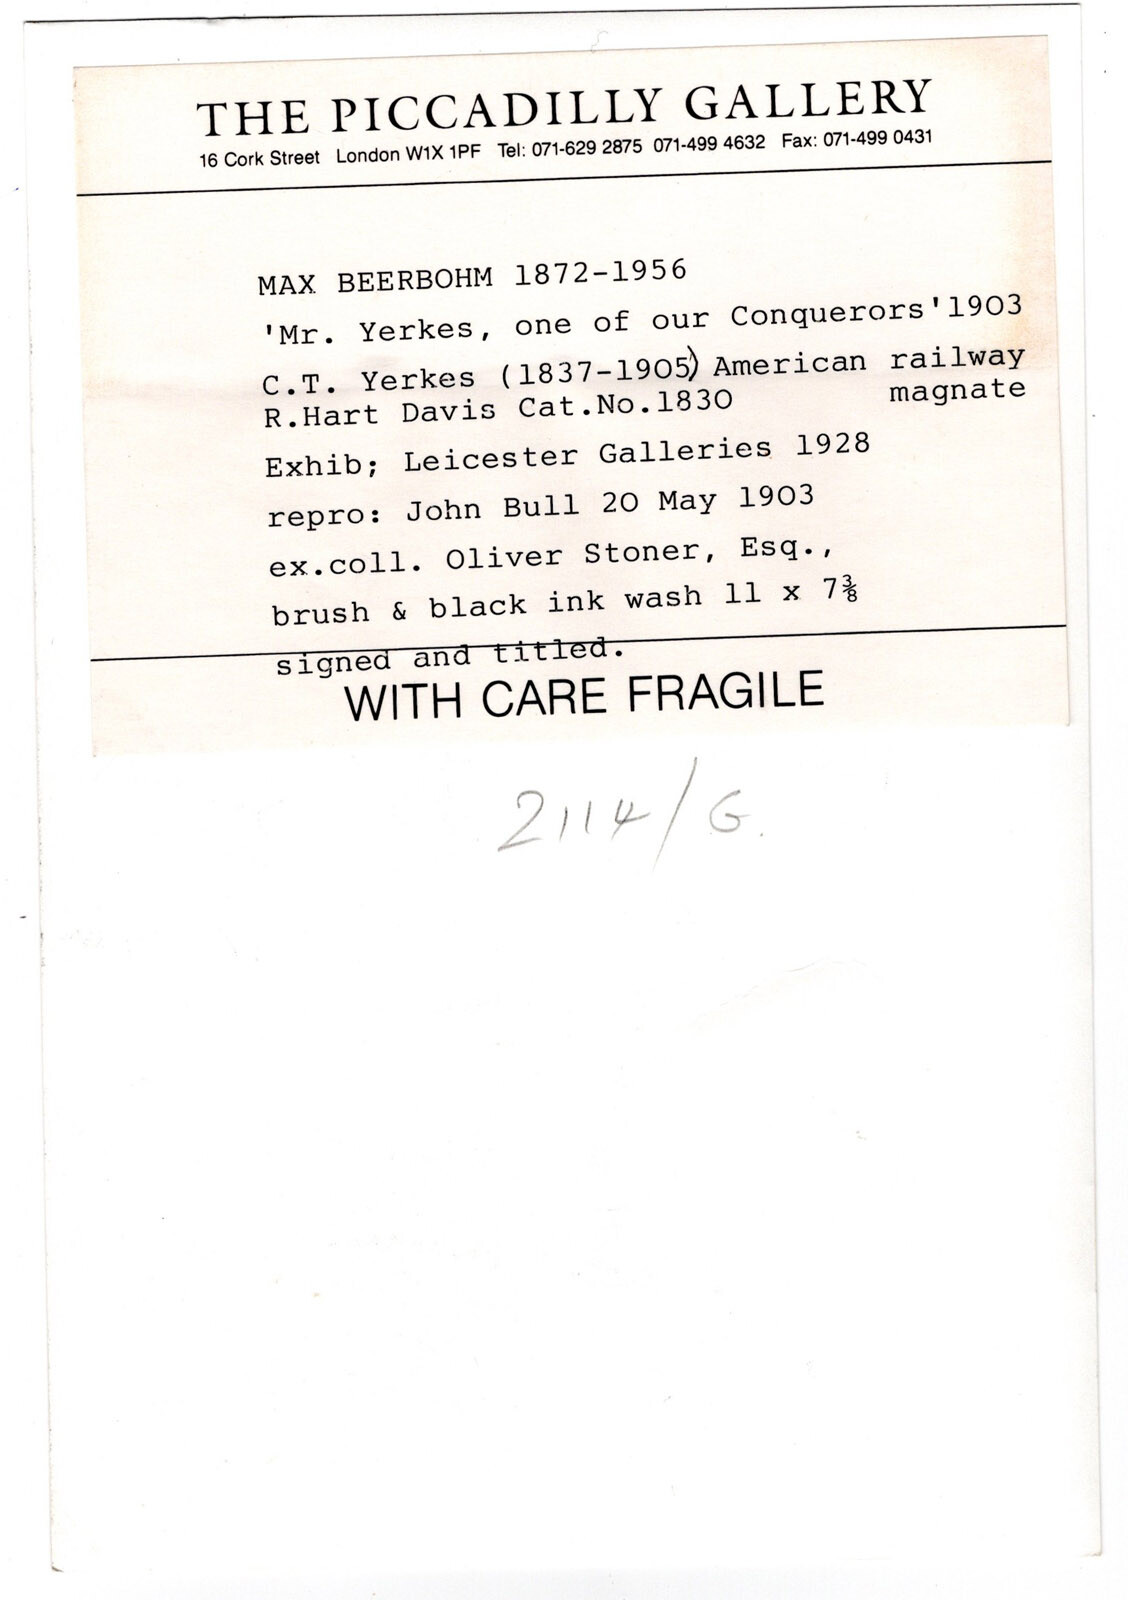 THE PICCADILLY GALLERY
16 Cork Street London W1X 1PF Tel: 071-629 2875 071-499 4632 Fax: 071-499 0431
MAX BEERBOHM 1872-1956
'Mr. Yerkes, one of our Conquerors'1903
C.T. Yerkes (1837-1905) American railway
magnate
R.Hart Davis Cat.No.1830
Exhib; Leicester Galleries 1928
repro: John Bull 20 May 1903
ex.coll. Oliver Stoner, Esq.,
brush & black ink wash 11 x 7⅜
signed and titled.
WITH CARE FRAGILE
2114/G.